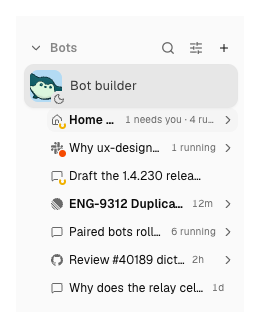 Bots
Bot builder
Home ... 1 needs you · 4 ru...
Why ux-design... 1 running
Draft the 1.4.230 relea...
ENG-9312 Duplica... 12m
Paired bots roll... 6 running
Review #40189 dict... 2h
Why does the relay cel... 1d